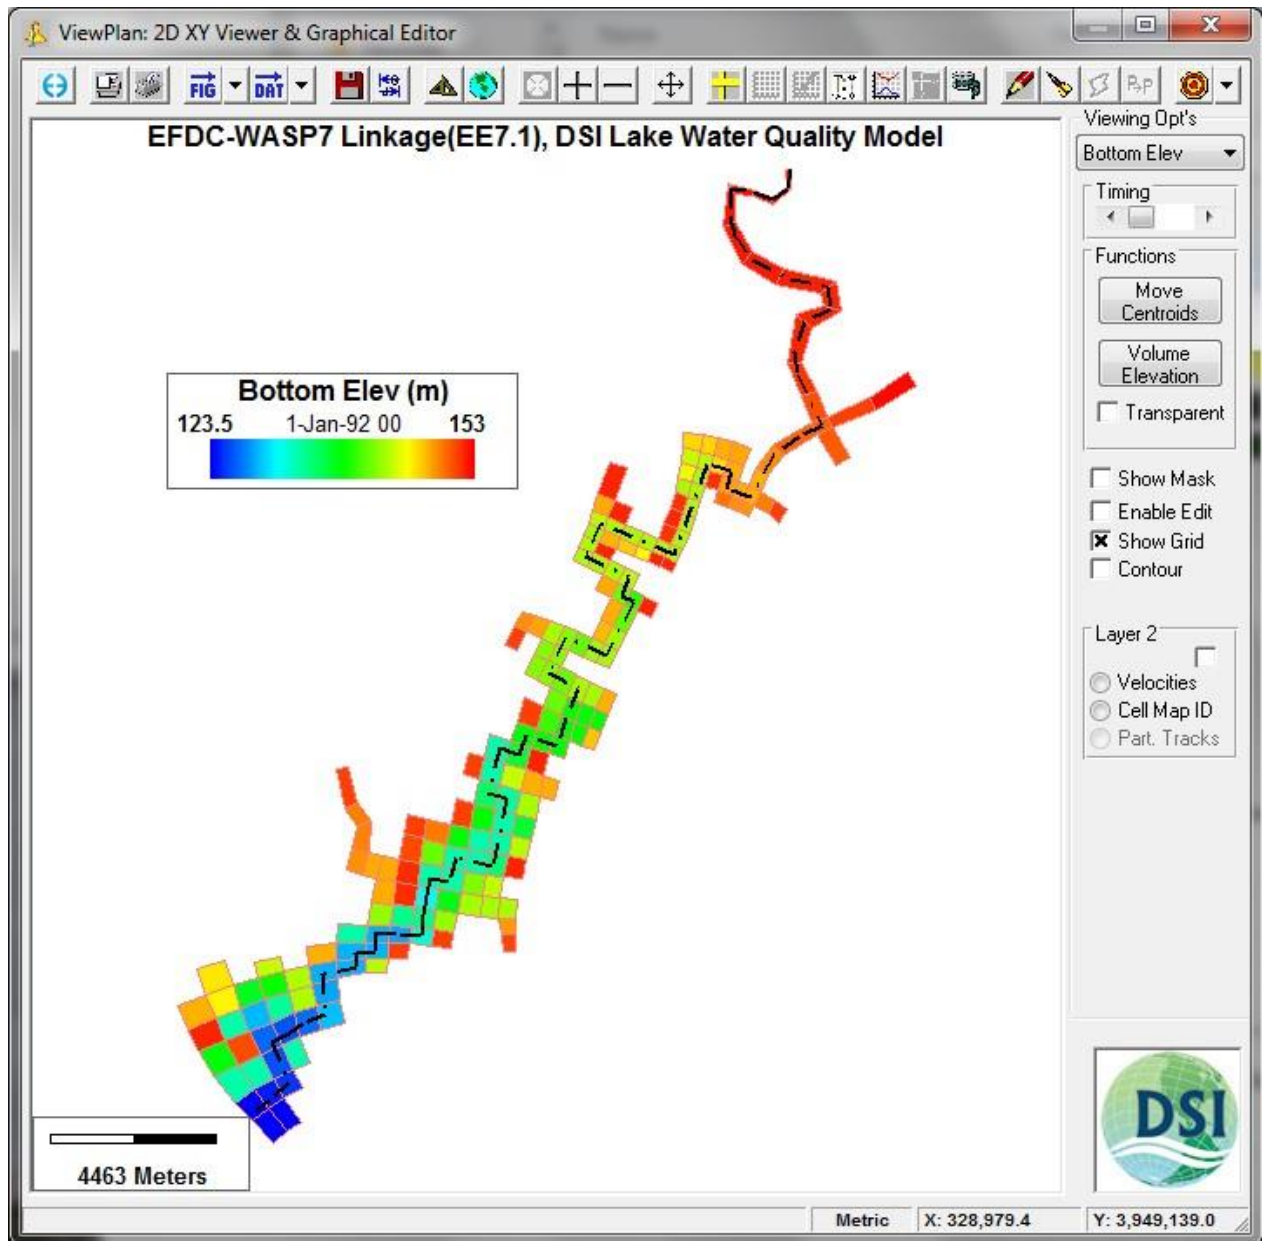 ViewPlan: 2D XY Viewer & Graphical Editor
FIG
DAT
P₂P
Viewing Opt's
EFDC-WASP7 Linkage(EE7.1), DSI Lake Water Quality Model
Bottom Elev
Timing
Functions
Move
Centroids
Volume
Elevation
Transparent
Bottom Elev (m)
123.5 1-Jan-92 00 153
Show Mask
Enable Edit
Show Grid
Contour
Layer 2
Velocities
Cell Map ID
Part. Tracks
DSI
4463 Meters
Metric X: 328,979.4 Y: 3,949,139.0